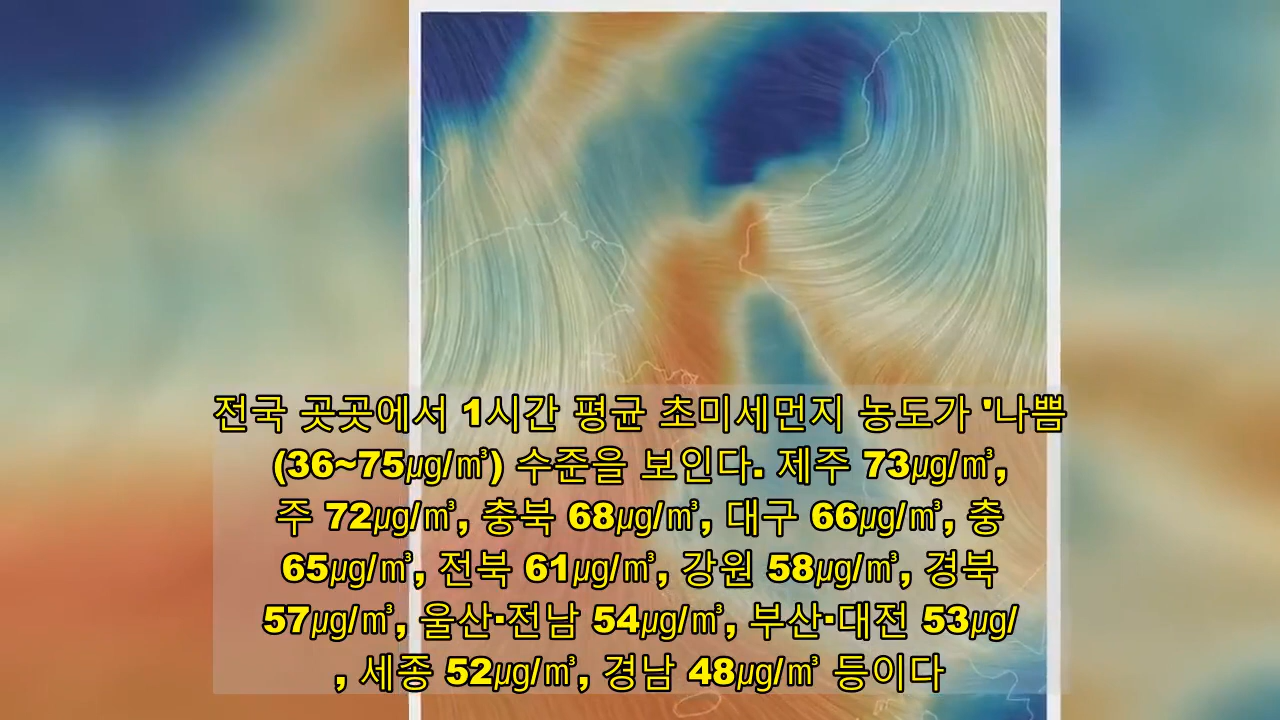 전국 곳곳에서 1시간 평균 초미세먼지 농도가 '나쁨
(36~75㎍/㎥) 수준을 보인다. 제주 73㎍/㎥,
주 72㎍/㎥, 충북 68㎍/㎥, 대구 66㎍/㎥, 충
65㎍/㎥, 전북 61㎍/㎥, 강원 58㎍/㎥, 경북
57㎍/㎥, 울산·전남 54㎍/㎥, 부산·대전 53㎍/
, 세종 52㎍/㎥, 경남 48㎍/㎥ 등이다